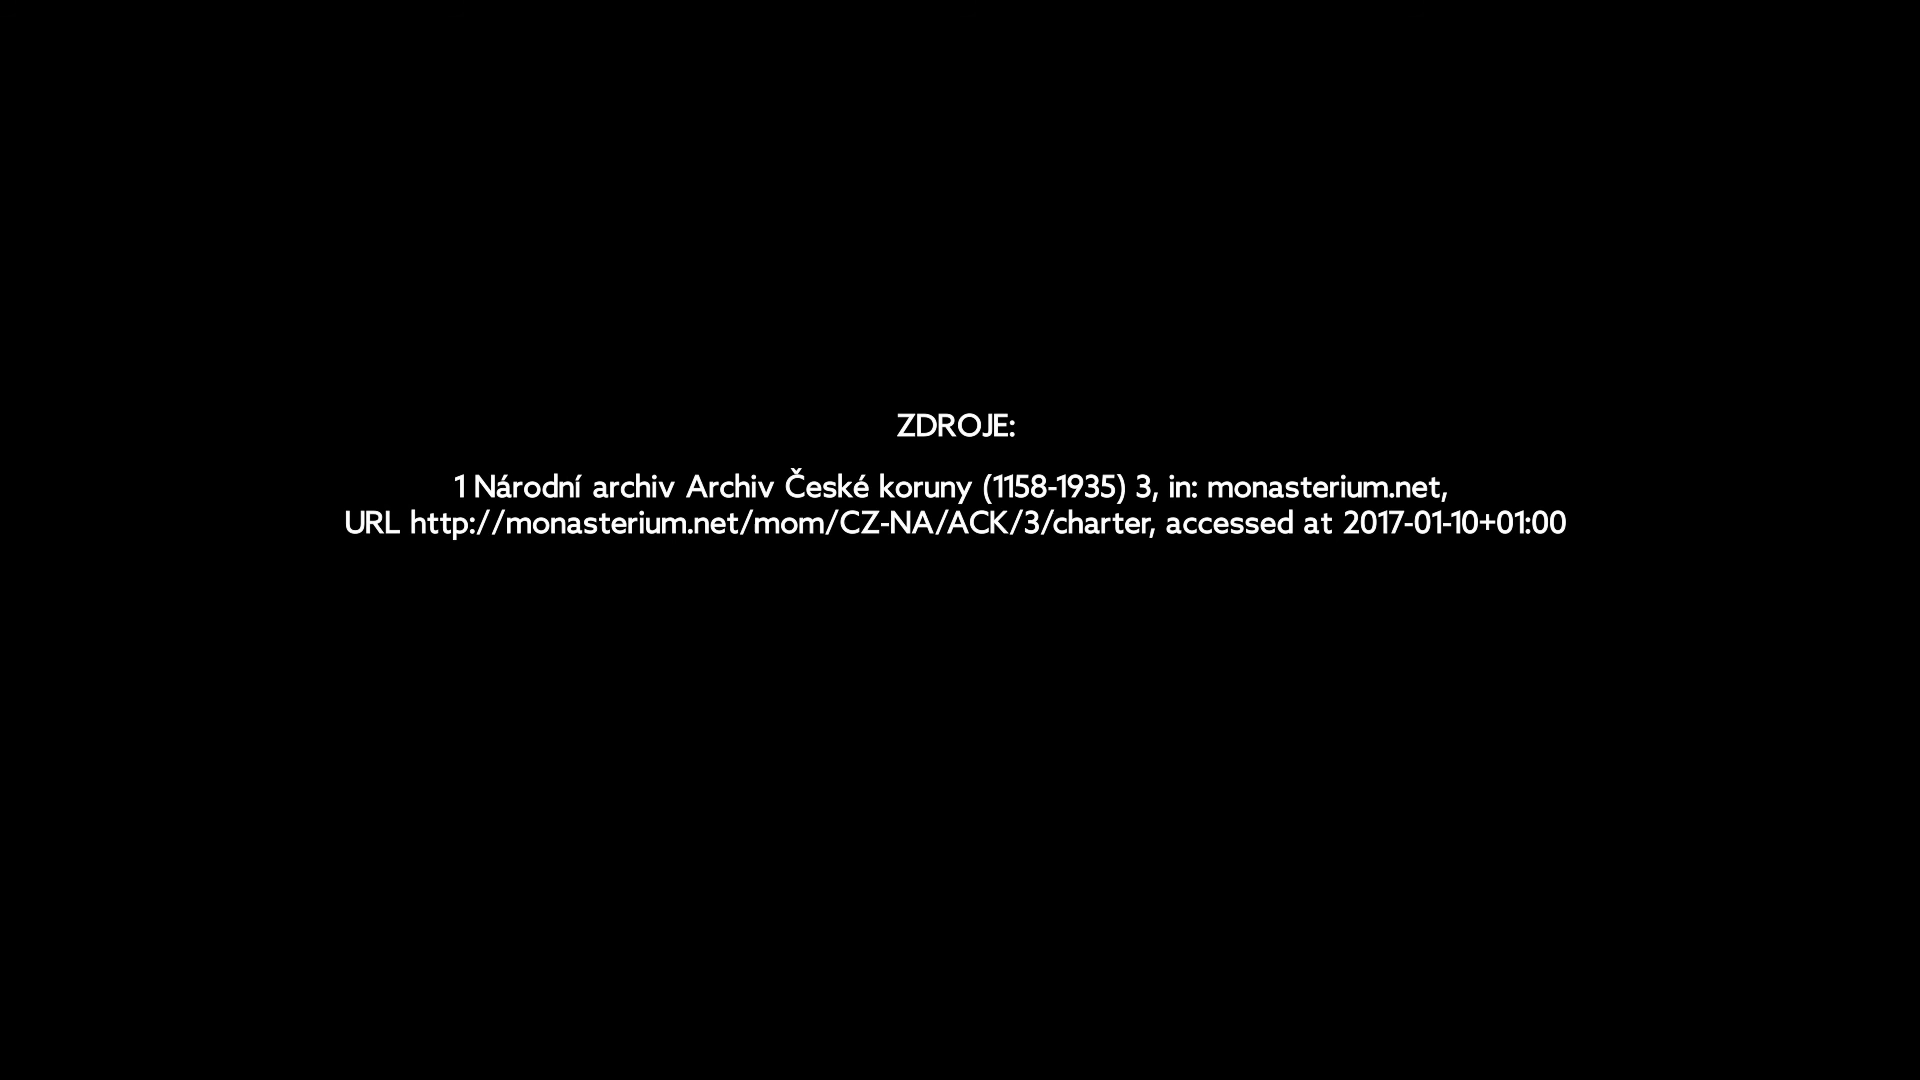 ZDROJE:
1 Národní archiv Archiv České koruny (1158-1935) 3, in: monasterium.net,
URL http://monasterium.net/mom/CZ-NA/ACK/3/charter, accessed at 2017-01-10+01:00